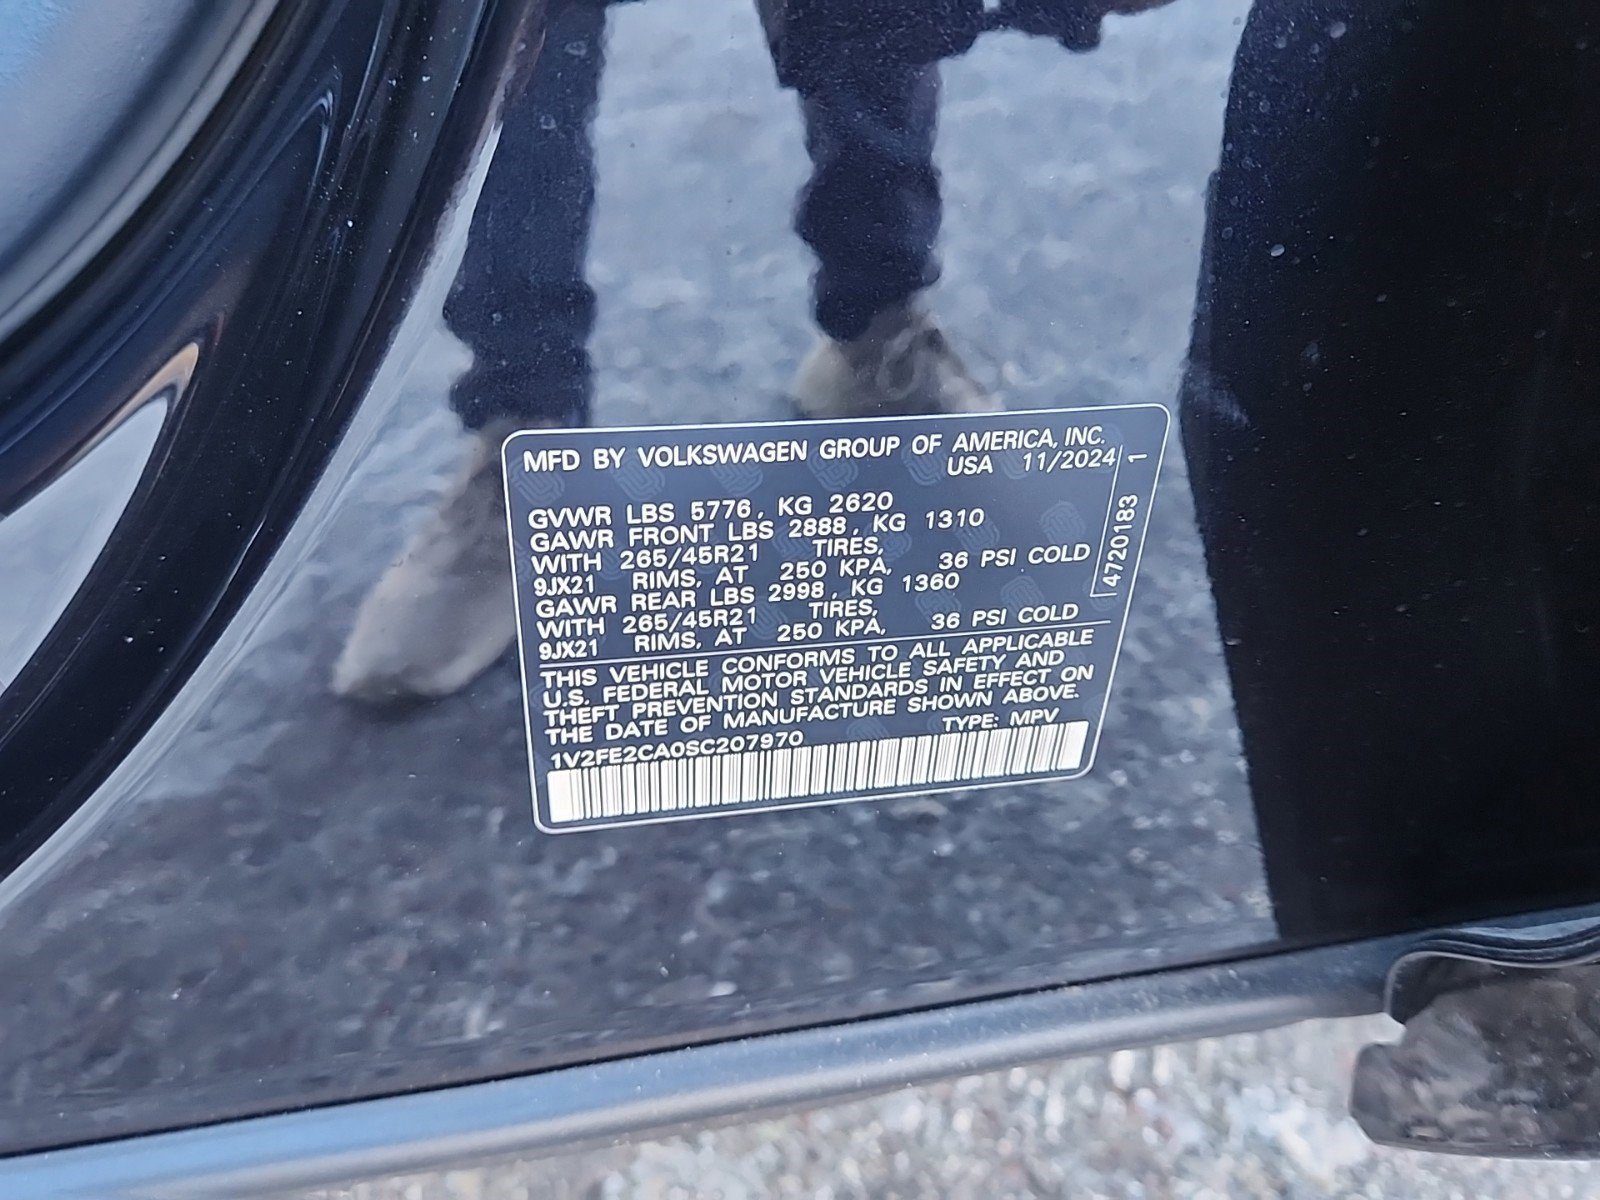 MFD BY VOLKSWAGEN GROUP OF AMERICA, INC.
USA 11/2024
GVWR LBS 5776, KG 2620
GAWR FRONT LBS 2888, KG 1310
WITH 265/45R21 TIRES,
9JX21 RIMS, AT 250 KPA, 36 PSI COLD
GAWR REAR LBS 2998, KG 1360
WITH 265/45R21 TIRES,
9JX21 RIMS, AT 250 KPA, 36 PSI COLD
THIS VEHICLE CONFORMS TO ALL APPLICABLE
U.S. FEDERAL MOTOR VEHICLE SAFETY AND
THEFT PREVENTION STANDARDS IN EFFECT ON
THE DATE OF MANUFACTURE SHOWN ABOVE.
1V2FE2CA0SC207970 TYPE: MPV
4720183 1